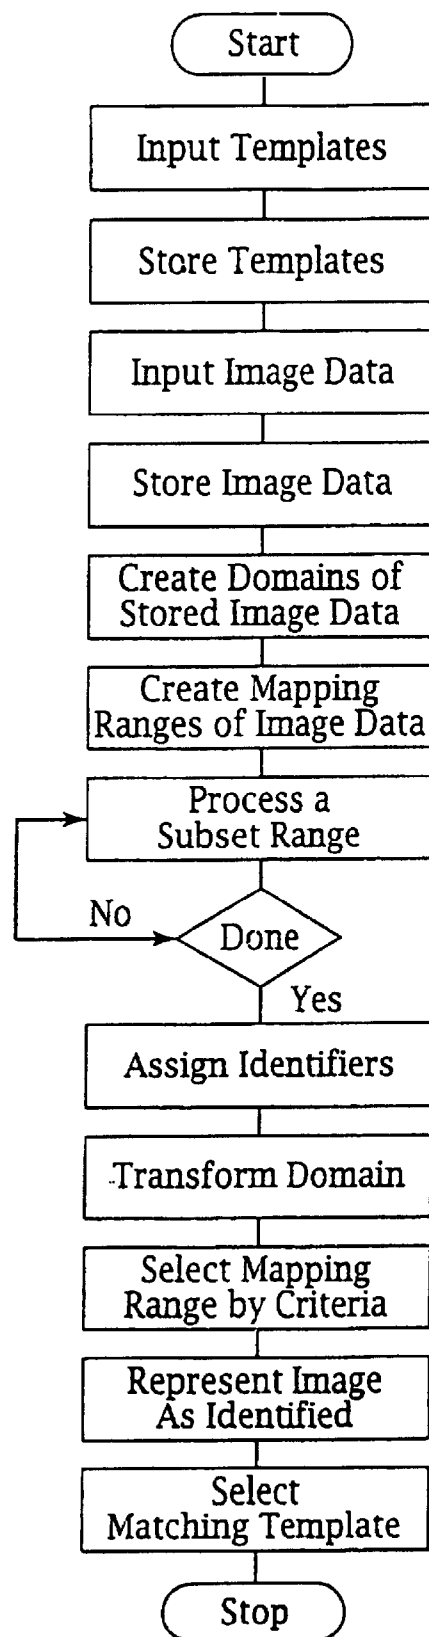 Start
Input Templates
Store Templates
Input Image Data
Store Image Data
Create Domains of
Stored Image Data
Create Mapping
Ranges of Image Data
Process a
Subset Range
No
Done
Yes
Assign Identifiers
Transform Domain
Select Mapping
Range by Criteria
Represent Image
As Identified
Select
Matching Template
Stop